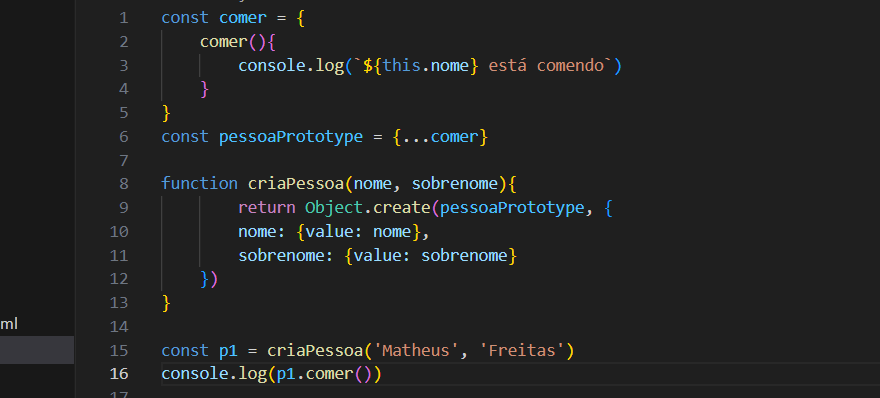 1 const comer = {
2 comer(){
3 console.log(`${this.nome} está comendo`)
4 }
5 }
6 const pessoaPrototype = {...comer}
7
8 function criaPessoa(nome, sobrenome){
9 return Object.create(pessoaPrototype, {
10 nome: {value: nome},
11 sobrenome: {value: sobrenome}
12 })
13 }
14
ml
15 const p1 = criaPessoa('Matheus', 'Freitas')
16 console.log(p1.comer())
17